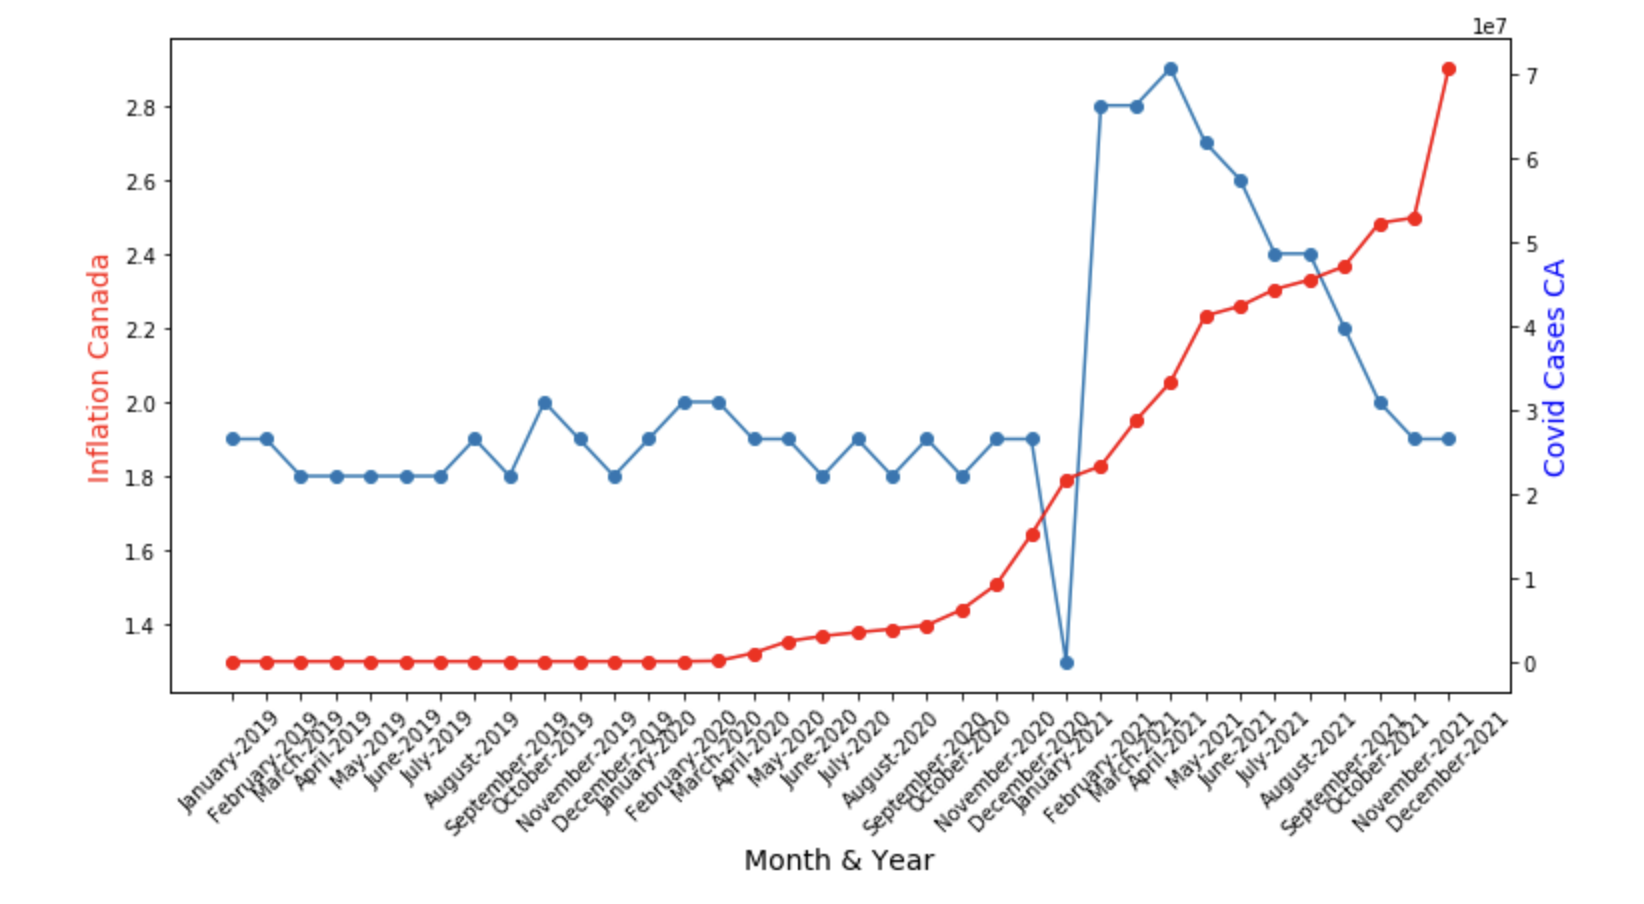 1e7
2.8
2.6
2.4
2.2
2.0
1.8
1.6
1.4
Inflation Canada
7
6
5
4
3
2
1
0
Covid Cases CA
January-2019
February-2019
March-2019
April-2019
May-2019
June-2019
July-2019
August-2019
September-2019
October-2019
November-2019
December-2019
January-2020
February-2020
March-2020
April-2020
May-2020
June-2020
July-2020
August-2020
September-2020
October-2020
November-2020
December-2020
January-2021
February-2021
March-2021
April-2021
May-2021
June-2021
July-2021
August-2021
September-2021
October-2021
November-2021
December-2021
Month & Year